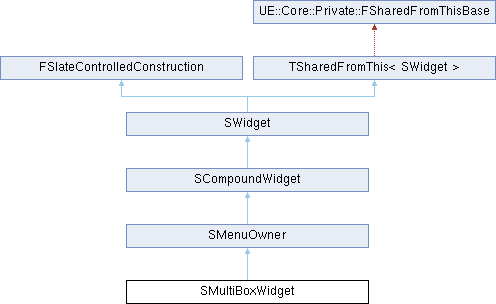 UE::Core::Private::FSharedFromThisBase
FSlateControlledConstruction
TSharedFromThis< SWidget >
SWidget
SCompoundWidget
SMenuOwner
SMultiBoxWidget